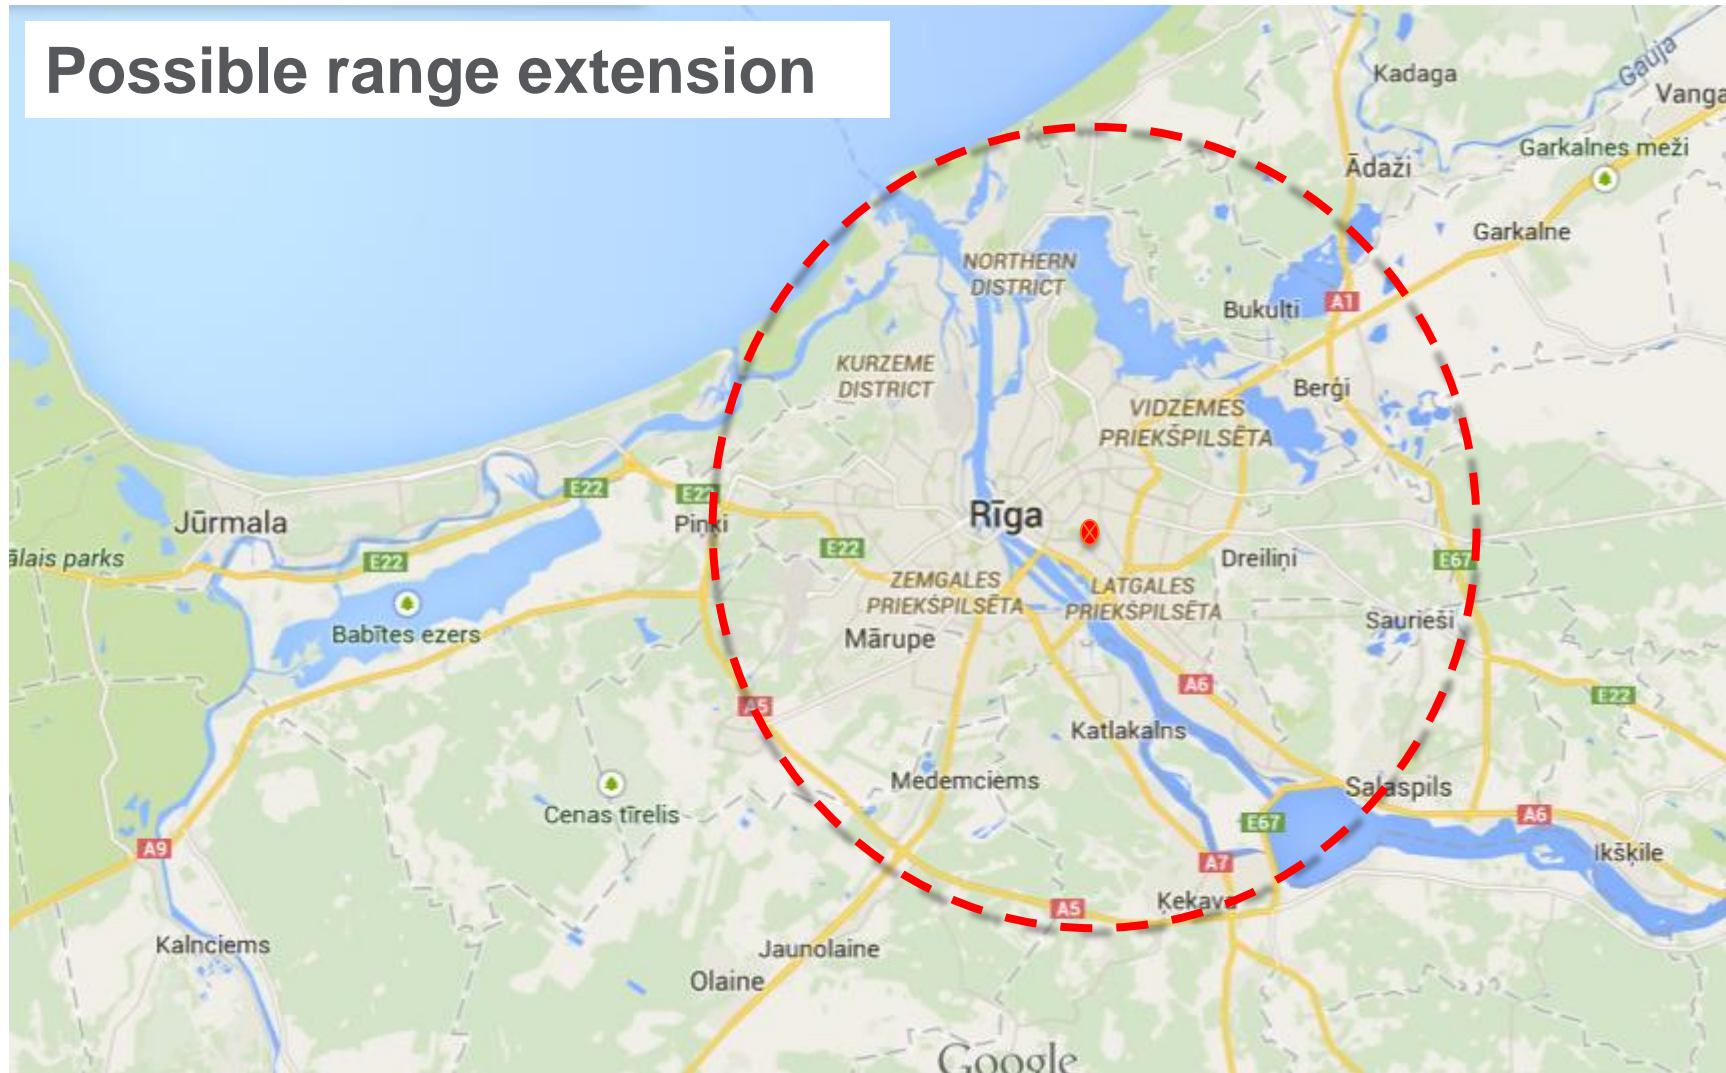 Possible range extension
Kadaga
Gauja
Vanga
Garkalnes meži
Ādaži
Garkalne
NORTHERN
DISTRICT
A1
Bukulti
KURZEME
DISTRICT
Berģi
VIDZEMES
PRIEKŠPILSĒTA
E22
E22
Jūrmala
Piņķi
Rīga
ālais parks
E22
E22
Dreiliņi
E67
ZEMGALES
PRIEKŠPILSĒTA
LATGALES
PRIEKŠPILSĒTA
Babītes ezers
Mārupe
Saurieši
A6
E22
A5
Katlakalns
Medemciems
Salaspils
Cenas tīrelis
E67
A6
A9
A7
Ikšķile
Ķekava
A5
Kalnciems
Jaunolaine
Olaine
Google